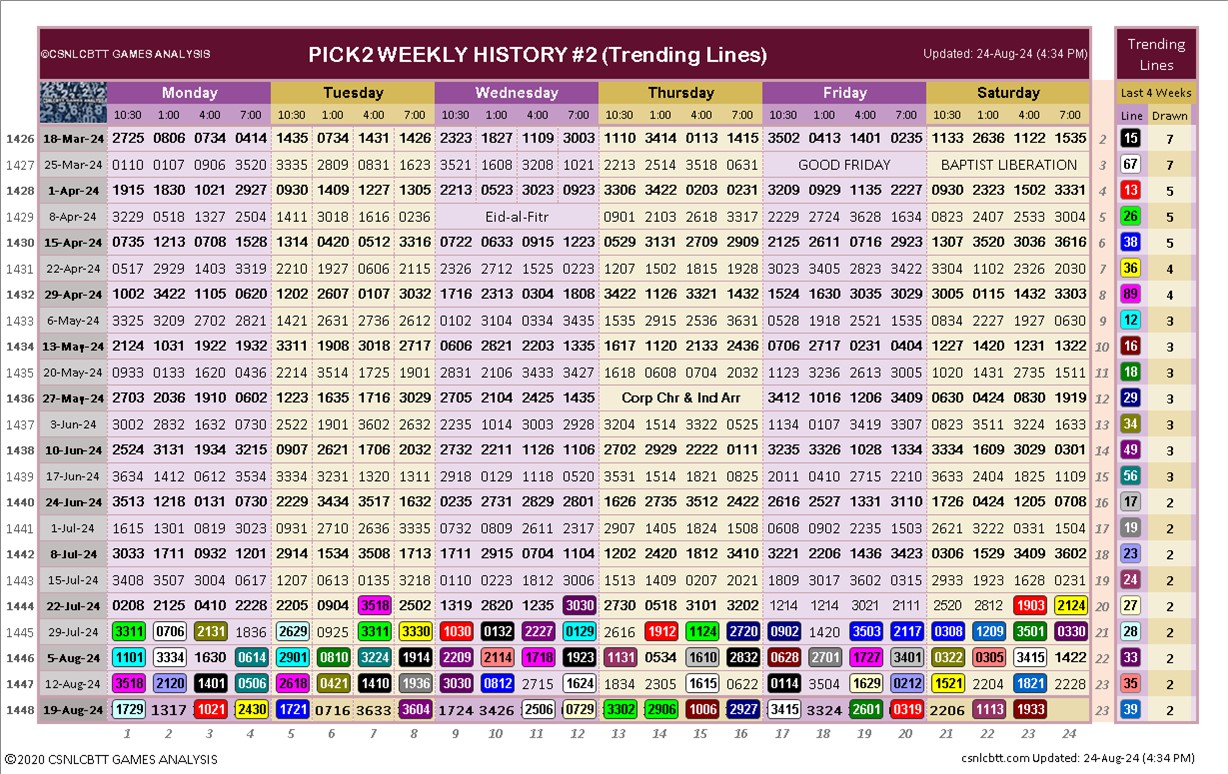 ©CSNLCBTT GAMES ANALYSIS PICK2 WEEKLY HISTORY #2 (Trending Lines) Updated: 24-Aug-24 (4:34 PM) Trending Lines
Monday Tuesday Wednesday Thursday Friday Saturday Last 4 Weeks
10:30 1:00 4:00 7:00 10:30 1:00 4:00 7:00 10:30 1:00 4:00 7:00 10:30 1:00 4:00 7:00 10:30 1:00 4:00 7:00 10:30 1:00 4:00 7:00 Line Drawn
1426 18-Mar-24 2725 0806 0734 0414 1435 0734 1431 1426 2323 1827 1109 3003 1110 3414 0113 1415 3502 0413 1401 0235 1133 2636 1122 1535 2 15 7
1427 25-Mar-24 0110 0107 0906 3520 3335 2809 0831 1623 3521 1608 3208 1021 2213 2514 3518 0631 GOOD FRIDAY BAPTIST LIBERATION 3 67 7
1428 1-Apr-24 1915 1830 1021 2927 0930 1409 1227 1305 2213 0523 3023 0923 3306 3422 0203 0231 3209 0929 1135 2227 0930 2323 1502 3331 4 13 5
1429 8-Apr-24 3229 0518 1327 2504 1411 3018 1616 0236 Eid-al-Fitr 0901 2103 2618 3317 2229 2724 3628 1634 0823 2407 2533 3004 5 26 5
1430 15-Apr-24 0735 1213 0708 1528 1314 0420 0512 3316 0722 0633 0915 1223 0529 3131 2709 2909 2125 2611 0716 2923 1307 3520 3036 3616 6 38 5
1431 22-Apr-24 0517 2929 1403 3319 2210 1927 0606 2115 2326 2712 1525 0223 1207 1502 1815 1928 3023 3405 2823 3422 3304 1102 2326 2030 7 36 4
1432 29-Apr-24 1002 3422 1105 0620 1202 2607 0107 3033 1716 2313 0304 1808 3422 1126 3321 1432 1524 1630 3035 3029 3005 0115 1432 3303 8 89 4
1433 6-May-24 3325 3209 2702 2821 1421 2631 2736 2612 0102 3104 0334 3435 1535 2915 2536 3631 0528 1918 2521 1535 0834 2227 1927 0630 9 12 3
1434 13-May-24 2124 1031 1922 1932 3311 1908 3018 2717 0606 2821 2203 1335 1617 1120 2133 2436 0706 2717 0231 0404 1227 1420 1231 1322 10 16 3
1435 20-May-24 0933 0133 1620 0436 2214 3514 1725 1901 2831 2106 3433 3427 1618 0608 0704 2032 1123 3236 2613 3005 1020 1431 2735 1511 11 18 3
1436 27-May-24 2703 2036 1910 0602 1223 1635 1716 3029 2705 2104 2425 1435 Corp Chr & Ind Arr 3412 1016 1206 3409 0630 0424 0830 1919 12 29 3
1437 3-Jun-24 3002 2832 1632 0730 2522 1901 3602 2632 2235 1014 3003 2928 3204 1514 3322 0525 1134 0107 3419 3307 0823 3511 3224 1633 13 34 3
1438 10-Jun-24 2524 3131 1934 3215 0907 2621 1706 2032 2732 2211 1126 1106 2702 2929 2222 0111 3235 3326 1028 1334 3334 1609 3029 0301 14 49 3
1439 17-Jun-24 3634 1412 0612 3534 3334 3231 1320 1315 2918 0129 1118 0520 3531 1514 1821 0825 2011 0410 2715 2210 3633 2404 1825 1109 15 56 3
1440 24-Jun-24 3513 1218 0131 0730 2229 3434 3517 1632 0235 2731 2829 2801 1626 2735 3512 2422 2616 2527 1331 3110 1726 0424 1205 0708 16 17 2
1441 1-Jul-24 1615 1301 0819 3023 0931 2710 2636 3335 0732 0809 2611 2317 2907 1405 1824 1508 0608 0902 2235 1503 2621 3222 0331 1504 17 19 2
1442 8-Jul-24 3033 1711 0932 1201 2914 1534 3508 1713 1711 2915 0704 1104 1202 2420 1812 3410 3221 2206 1436 3423 0306 1529 3409 3602 18 23 2
1443 15-Jul-24 3408 3507 3004 0617 1207 0613 0135 3218 0110 0223 1812 3006 1513 1409 0207 2021 1809 3017 3602 0315 2933 1923 1628 0231 19 24 2
1444 22-Jul-24 0208 2125 0410 2228 2205 0904 3518 2502 1319 2820 1235 3030 2730 0518 3101 3202 1214 1214 3021 2111 2520 2812 1903 2124 20 27 2
1445 29-Jul-24 3311 0706 2131 1836 2629 0925 3311 3330 1030 0132 2227 0129 2616 1912 1124 2720 0902 1420 3503 2117 0308 1209 3501 0330 21 28 2
1446 5-Aug-24 1101 3334 1630 0614 2901 0810 3224 1914 2209 2114 1718 1923 1131 0534 1610 2832 0628 2701 1727 3401 0322 0305 3415 1422 22 33 2
1447 12-Aug-24 3518 2120 1401 0506 2618 0421 1410 1936 3030 0812 2715 1624 1834 2305 1615 0622 0114 3504 1629 0212 1521 2204 1821 2228 23 35 2
1448 19-Aug-24 1729 1317 1021 2430 1721 0716 3633 3604 1724 3426 2506 0729 3302 2906 1006 2927 3415 3324 2601 0319 2206 1113 1933 23 39 2
1 2 3 4 5 6 7 8 9 10 11 12 13 14 15 16 17 18 19 20 21 22 23 24
©2020 CSNLCBTT GAMES ANALYSIS csnlcbtt.com Updated: 24-Aug-24 (4:34 PM)